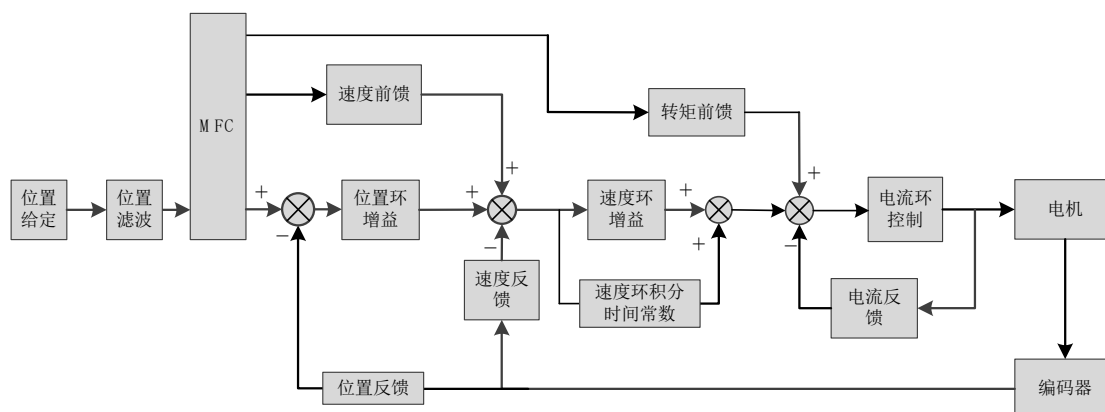 MFC
速度前馈
转矩前馈
+
+
位置
给定
位置
滤波
+
−
位置环
增益
+
−
速度环
增益
+
+
−
电流环
控制
电机
速度反
馈
速度环积分
时间常数
电流反
馈
位置反馈
编码器